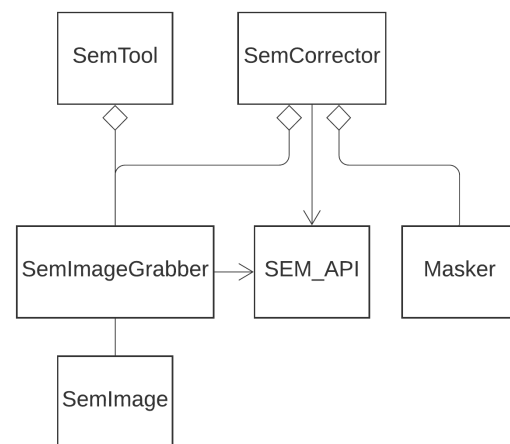 SemTool
SemCorrector
SemImageGrabber
SEM_API
Masker
SemImage